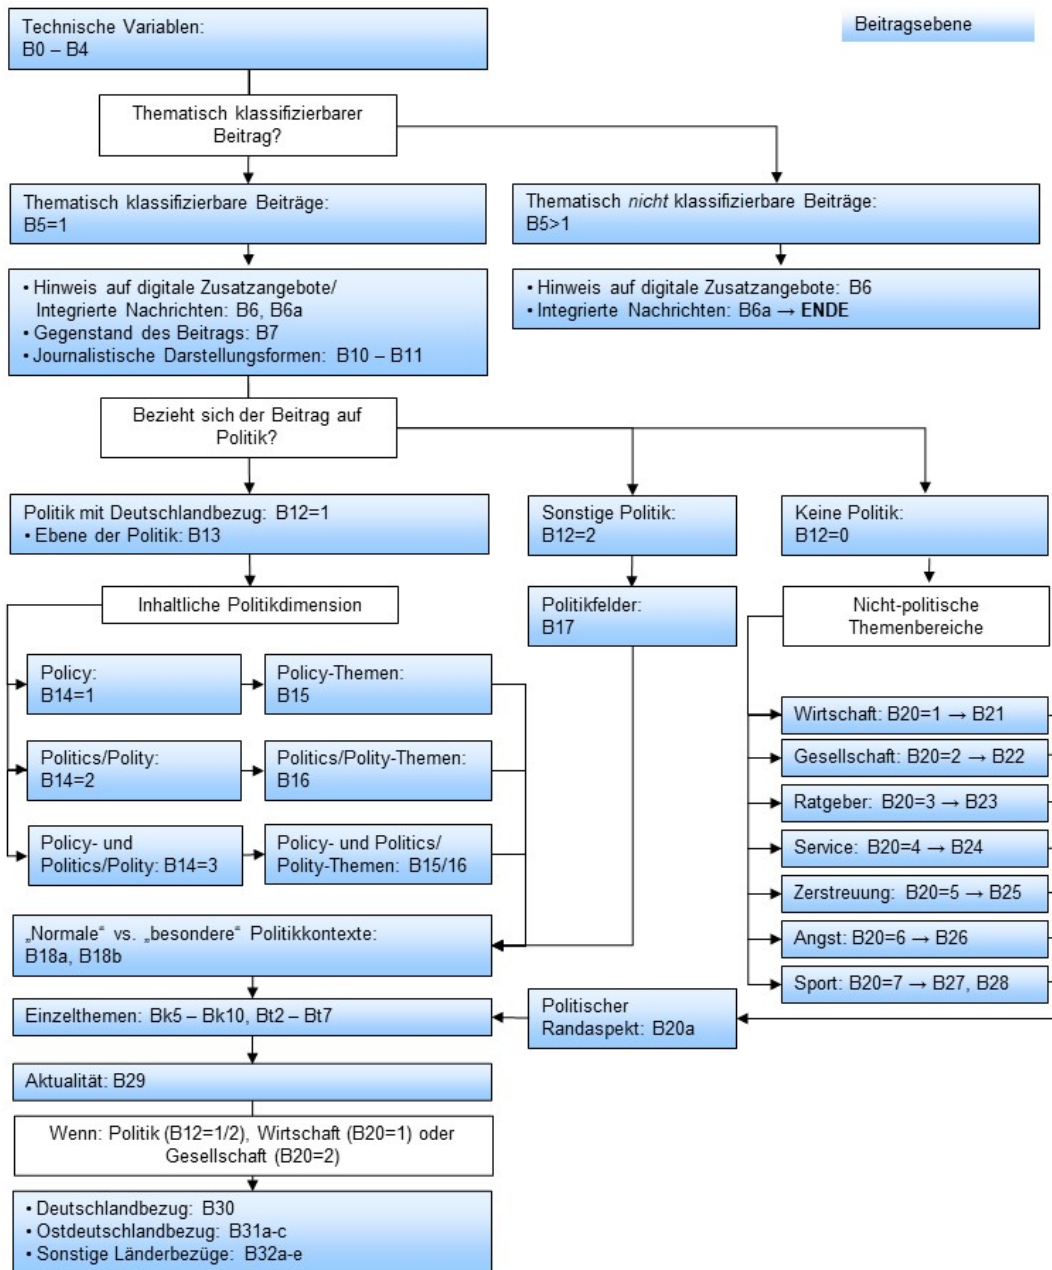 Technische Variablen:
B0 – B4
Beitragsebene
Thematisch klassifizierbarer
Beitrag?
Thematisch klassifizierbare Beiträge:
B5=1
Thematisch nicht klassifizierbare Beiträge:
B5>1
• Hinweis auf digitale Zusatzangebote/
Integrierte Nachrichten: B6, B6a
• Gegenstand des Beitrags: B7
• Journalistische Darstellungsformen: B10 – B11
• Hinweis auf digitale Zusatzangebote: B6
• Integrierte Nachrichten: B6a → ENDE
Bezieht sich der Beitrag auf
Politik?
Politik mit Deutschlandbezug: B12=1
• Ebene der Politik: B13
Sonstige Politik:
B12=2
Keine Politik:
B12=0
Inhaltliche Politikdimension
Politikfelder:
B17
Nicht-politische
Themenbereiche
Policy:
B14=1
Policy-Themen:
B15
Politics/Polity:
B14=2
Politics/Polity-Themen:
B16
Policy- und
Politics/Polity: B14=3
Policy- und Politics/
Polity-Themen: B15/16
Wirtschaft: B20=1 → B21
Gesellschaft: B20=2 → B22
Ratgeber: B20=3 → B23
Service: B20=4 → B24
Zerstreuung: B20=5 → B25
Angst: B20=6 → B26
Sport: B20=7 → B27, B28
„Normale“ vs. „besondere“ Politikkontexte:
B18a, B18b
Einzelthemen: Bk5 – Bk10, Bt2 – Bt7
Politischer
Randaspekt: B20a
Aktualität: B29
Wenn: Politik (B12=1/2), Wirtschaft (B20=1) oder
Gesellschaft (B20=2)
• Deutschlandbezug: B30
• Ostdeutschlandbezug: B31a-c
• Sonstige Länderbezüge: B32a-e